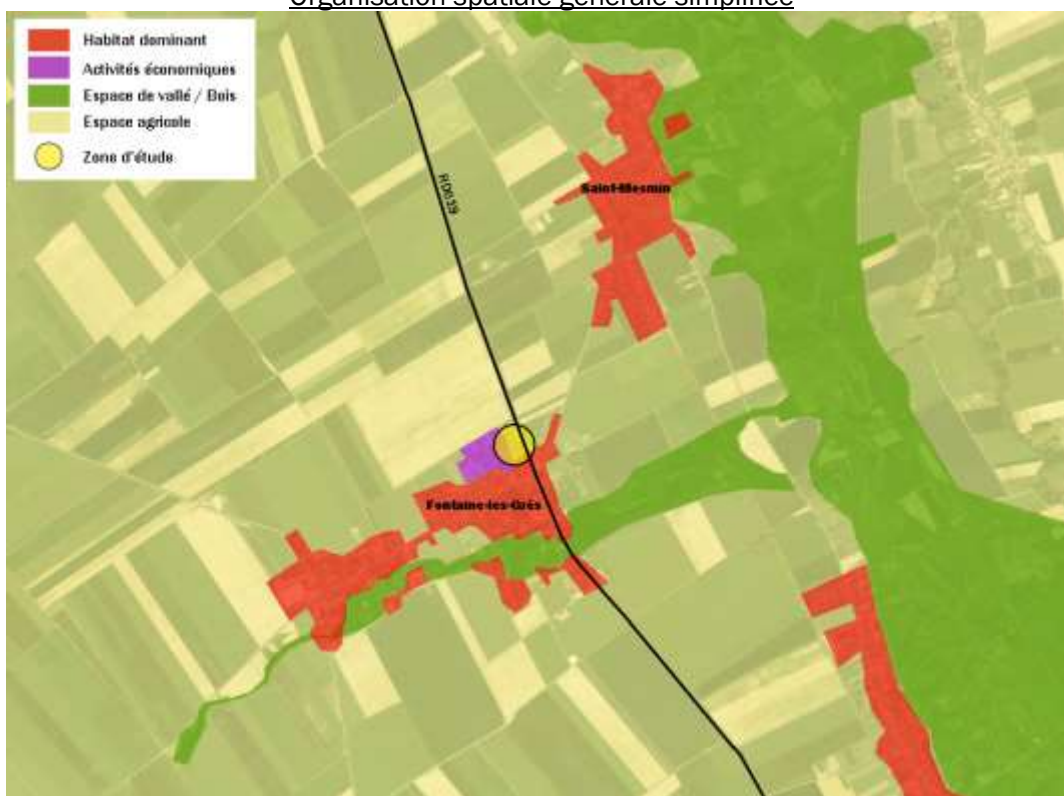 Organisation spatiale générale simplifiée
Habitat dominant
Activités économiques
Espace de vallé / Bois
Espace agricole
Zone d'étude
RD619
Saint-Mesmin
Fontaine-les-Grès